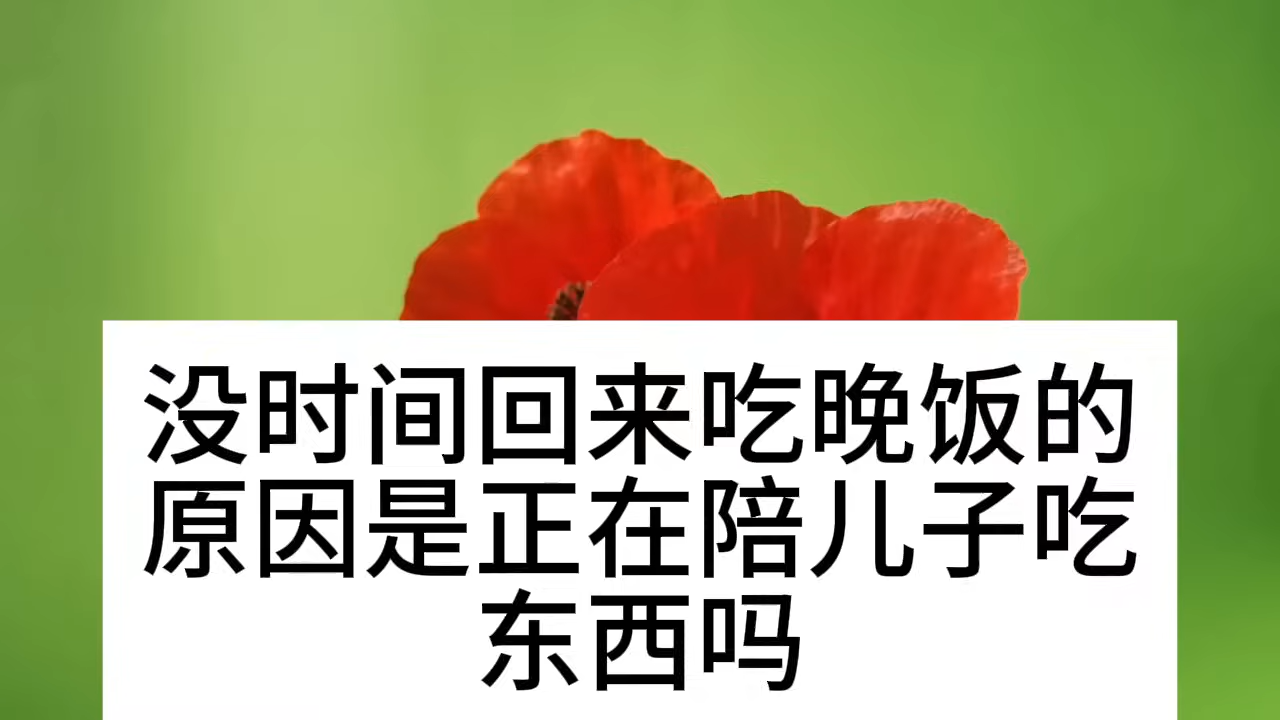 没时间回来吃晚饭的
原因是正在陪儿子吃
东西吗